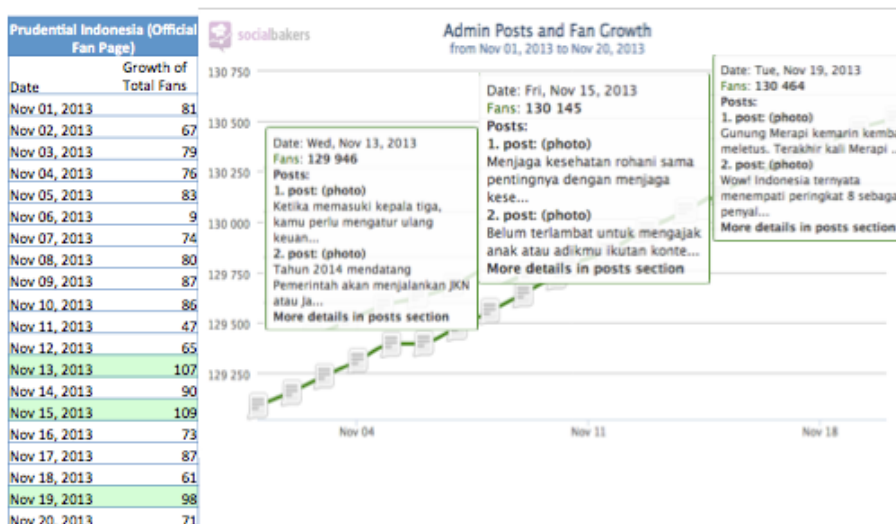 Prudential Indonesia (Official
Fan Page)
Date Growth of
Total Fans
Nov 01, 2013 81
Nov 02, 2013 67
Nov 03, 2013 79
Nov 04, 2013 76
Nov 05, 2013 83
Nov 06, 2013 9
Nov 07, 2013 74
Nov 08, 2013 80
Nov 09, 2013 87
Nov 10, 2013 86
Nov 11, 2013 47
Nov 12, 2013 65
Nov 13, 2013 107
Nov 14, 2013 90
Nov 15, 2013 109
Nov 16, 2013 73
Nov 17, 2013 87
Nov 18, 2013 61
Nov 19, 2013 98
Nov 20, 2013 71
socialbakers
Admin Posts and Fan Growth
from Nov 01, 2013 to Nov 20, 2013
130 750
130 500
130 250
130 000
129 750
129 500
129 250
Date: Wed, Nov 13, 2013
Fans: 129 946
Posts:
1. post: (photo)
Ketika memasuki kepala tiga,
kamu perlu mengatur ulang
keuan...
2. post: (photo)
Tahun 2014 mendatang
Pemerintah akan menjalankan JKN
atau Ja...
More details in posts section
Date: Fri, Nov 15, 2013
Fans: 130 145
Posts:
1. post: (photo)
Menjaga kesehatan rohani sama
pentingnya dengan menjaga
kese...
2. post: (photo)
Belum terlambat untuk mengajak
anak atau adikmu ikutan konte...
More details in posts section
Date: Tue, Nov 19, 2013
Fans: 130 464
Posts:
1. post: (photo)
Gunung Merapi kemarin kemba
meletus. Terakhir kali Merapi ...
2. post: (photo)
Wow! Indonesia ternyata
menempati peringkat 8 sebaga
penyal...
More details in posts section
Nov 04
Nov 11
Nov 18